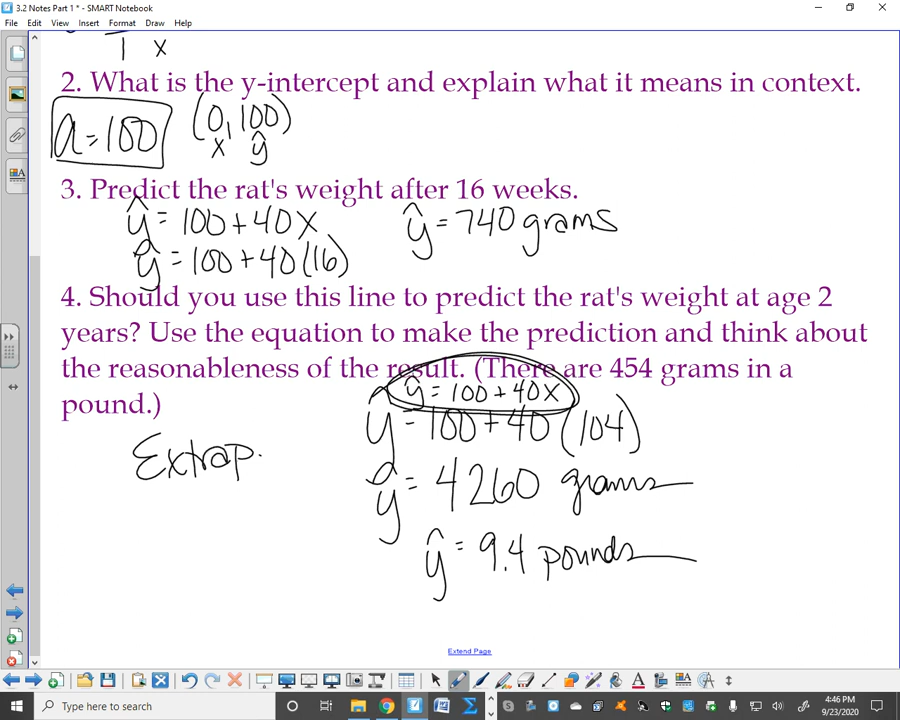 3.2 Notes Part 1 * - SMART Notebook
File Edit View Insert Format Draw Help
1 x
2. What is the y-intercept and explain what it means in context.
a = 100 (0, 100)
x ŷ
3. Predict the rat's weight after 16 weeks.
ŷ = 100 + 40x ŷ = 740 grams
ŷ = 100 + 40(16)
4. Should you use this line to predict the rat's weight at age 2
years? Use the equation to make the prediction and think about
the reasonableness of the result. (There are 454 grams in a
pound.)
ŷ = 100 + 40x
ŷ = 100 + 40(104)
Extrap.
ŷ = 4260 grams
ŷ = 9.4 pounds
Extend Page
Type here to search
4:46 PM
9/23/2020